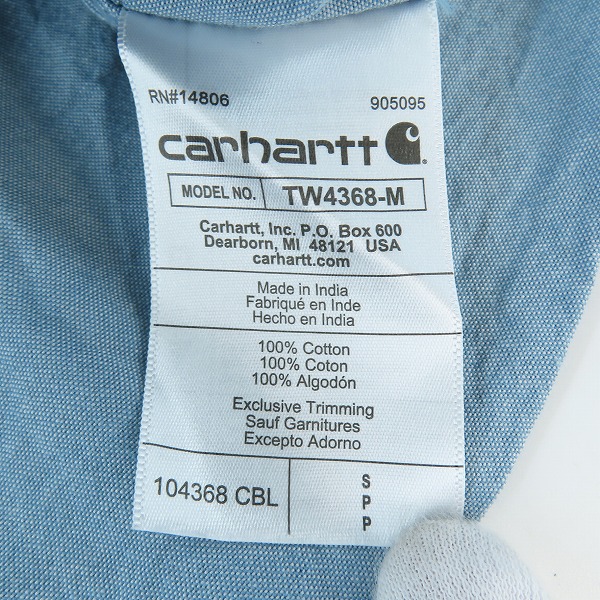 RN#14806 905095
carhartt
MODEL NO. TW4368-M
Carhartt, Inc. P.O. Box 600
Dearborn, MI 48121 USA
carhartt.com
Made in India
Fabriqué en Inde
Hecho en India
100% Cotton
100% Coton
100% Algodón
Exclusive Trimming
Sauf Garnitures
Excepto Adorno
104368 CBL
S
P
P